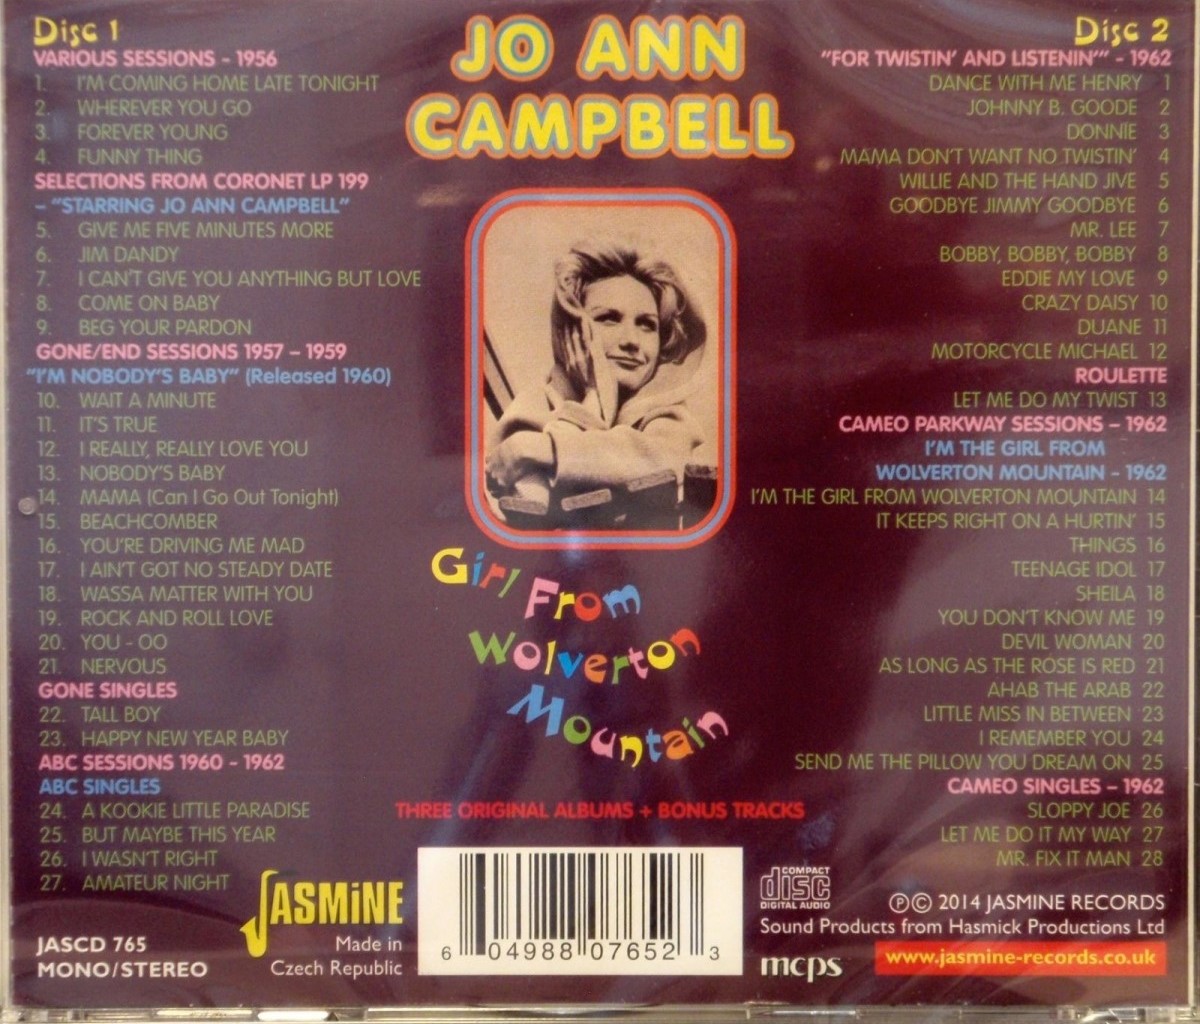 Disc 1
VARIOUS SESSIONS - 1956
1. I'M COMING HOME LATE TONIGHT
2. WHEREVER YOU GO
3. FOREVER YOUNG
4. FUNNY THING
SELECTIONS FROM CORONET LP 199
- "STARRING JO ANN CAMPBELL"
5. GIVE ME FIVE MINUTES MORE
6. JIM DANDY
7. I CAN'T GIVE YOU ANYTHING BUT LOVE
8. COME ON BABY
9. BEG YOUR PARDON
GONE/END SESSIONS 1957 - 1959
"I'M NOBODY'S BABY" (Released 1960)
10. WAIT A MINUTE
11. IT'S TRUE
12. I REALLY, REALLY LOVE YOU
13. NOBODY'S BABY
14. MAMA (Can I Go Out Tonight)
15. BEACHCOMBER
16. YOU'RE DRIVING ME MAD
17. I AIN'T GOT NO STEADY DATE
18. WASSA MATTER WITH YOU
19. ROCK AND ROLL LOVE
20. YOU - OO
21. NERVOUS
GONE SINGLES
22. TALL BOY
23. HAPPY NEW YEAR BABY
ABC SESSIONS 1960 - 1962
ABC SINGLES
24. A KOOKIE LITTLE PARADISE
25. BUT MAYBE THIS YEAR
26. I WASN'T RIGHT
27. AMATEUR NIGHT
JASCD 765
MONO/STEREO
JASMiNE
Made in
Czech Republic
JO ANN
CAMPBELL
Girl From
Wolverton
Mountain
THREE ORIGINAL ALBUMS + BONUS TRACKS
6 04988 07652 3
Disc 2
"FOR TWISTIN' AND LISTENIN'" - 1962
DANCE WITH ME HENRY 1
JOHNNY B. GOODE 2
DONNIE 3
MAMA DON'T WANT NO TWISTIN' 4
WILLIE AND THE HAND JIVE 5
GOODBYE JIMMY GOODBYE 6
MR. LEE 7
BOBBY, BOBBY, BOBBY 8
EDDIE MY LOVE 9
CRAZY DAISY 10
DUANE 11
MOTORCYCLE MICHAEL 12
ROULETTE
LET ME DO MY TWIST 13
CAMEO PARKWAY SESSIONS - 1962
I'M THE GIRL FROM
WOLVERTON MOUNTAIN - 1962
I'M THE GIRL FROM WOLVERTON MOUNTAIN 14
IT KEEPS RIGHT ON A HURTIN' 15
THINGS 16
TEENAGE IDOL 17
SHEILA 18
YOU DON'T KNOW ME 19
DEVIL WOMAN 20
AS LONG AS THE ROSE IS RED 21
AHAB THE ARAB 22
LITTLE MISS IN BETWEEN 23
I REMEMBER YOU 24
SEND ME THE PILLOW YOU DREAM ON 25
CAMEO SINGLES - 1962
SLOPPY JOE 26
LET ME DO IT MY WAY 27
MR. FIX IT MAN 28
COMPACT
disc
DIGITAL AUDIO
℗© 2014 JASMINE RECORDS
Sound Products from Hasmick Productions Ltd
mcps
www.jasmine-records.co.uk